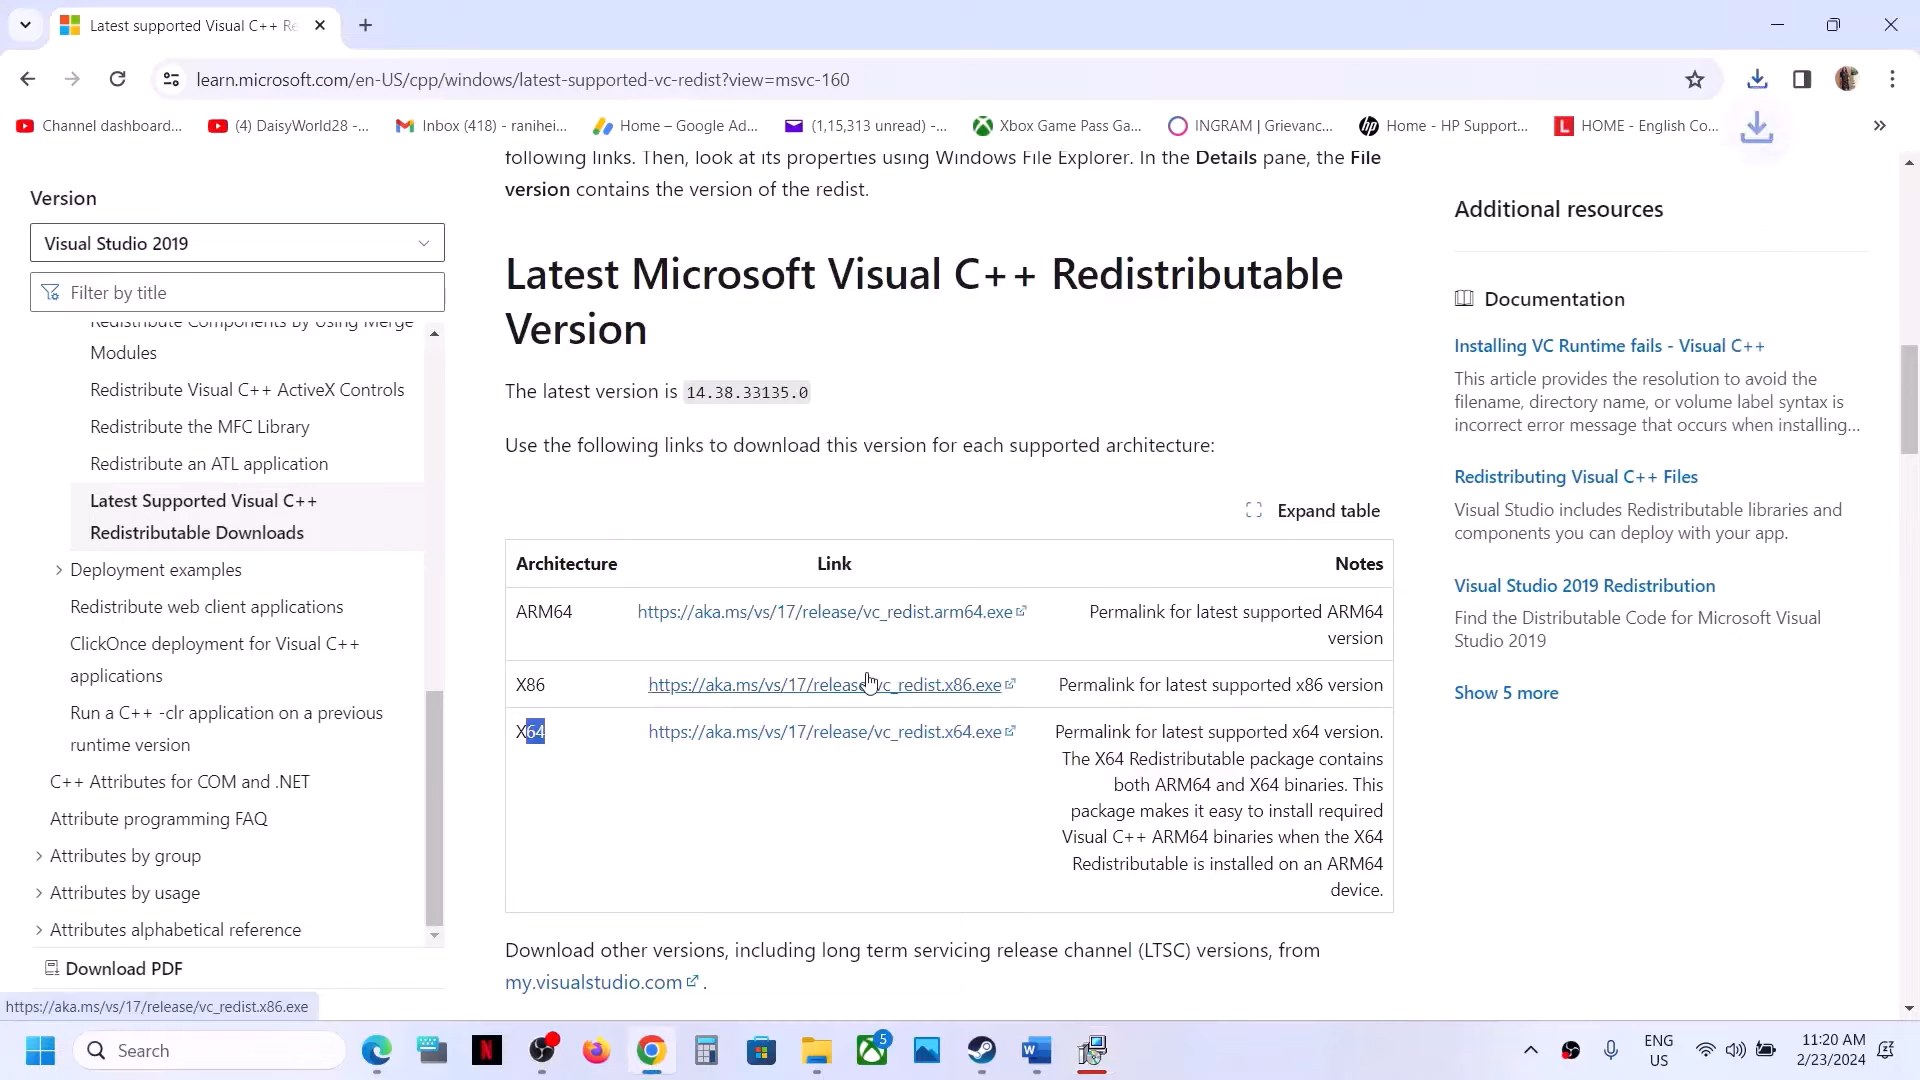 Latest supported Visual C++ Re
learn.microsoft.com/en-US/cpp/windows/latest-supported-vc-redist?view=msvc-160
Channel dashboard...
(4) DaisyWorld28 -...
Inbox (418) - ranihei...
Home – Google Ad...
(1,15,313 unread) -...
Xbox Game Pass Ga...
INGRAM | Grievanc...
Home - HP Support...
HOME - English Co...
Version
Visual Studio 2019
Filter by title
Redistribute Components By Using Merge
Modules
Redistribute Visual C++ ActiveX Controls
Redistribute the MFC Library
Redistribute an ATL application
Latest Supported Visual C++
Redistributable Downloads
Deployment examples
Redistribute web client applications
ClickOnce deployment for Visual C++
applications
Run a C++ -clr application on a previous
runtime version
C++ Attributes for COM and .NET
Attribute programming FAQ
Attributes by group
Attributes by usage
Attributes alphabetical reference
Download PDF
following links. Then, look at its properties using Windows File Explorer. In the Details pane, the File
version contains the version of the redist.
Latest Microsoft Visual C++ Redistributable
Version
The latest version is 14.38.33135.0
Use the following links to download this version for each supported architecture:
Expand table
Architecture Link Notes
ARM64 https://aka.ms/vs/17/release/vc_redist.arm64.exe Permalink for latest supported ARM64
version
X86 https://aka.ms/vs/17/release/vc_redist.x86.exe Permalink for latest supported x86 version
X64 https://aka.ms/vs/17/release/vc_redist.x64.exe Permalink for latest supported x64 version.
The X64 Redistributable package contains
both ARM64 and X64 binaries. This
package makes it easy to install required
Visual C++ ARM64 binaries when the X64
Redistributable is installed on an ARM64
device.
Download other versions, including long term servicing release channel (LTSC) versions, from
my.visualstudio.com .
Additional resources
Documentation
Installing VC Runtime fails - Visual C++
This article provides the resolution to avoid the
filename, directory name, or volume label syntax is
incorrect error message that occurs when installing...
Redistributing Visual C++ Files
Visual Studio includes Redistributable libraries and
components you can deploy with your app.
Visual Studio 2019 Redistribution
Find the Distributable Code for Microsoft Visual
Studio 2019
Show 5 more
https://aka.ms/vs/17/release/vc_redist.x86.exe
Search
5
ENG
US
11:20 AM
2/23/2024